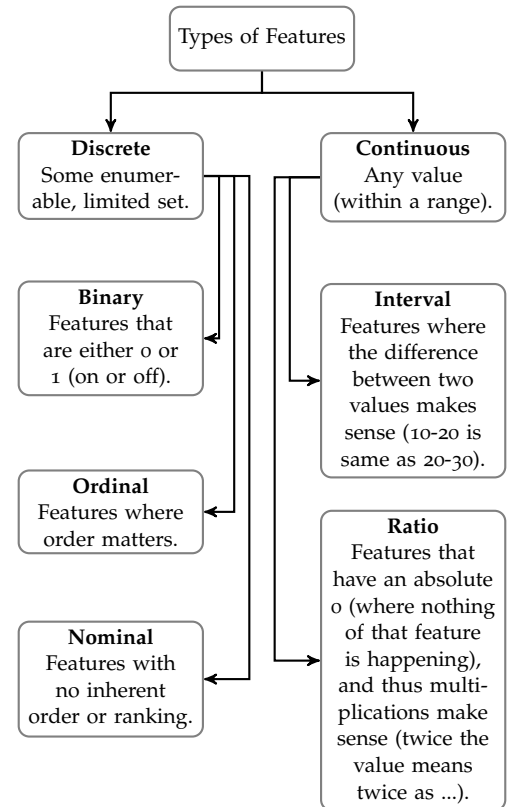 Types of Features
Discrete
Some enumer-
able, limited set.
Continuous
Any value
(within a range).
Binary
Features that
are either 0 or
1 (on or off).
Interval
Features where
the difference
between two
values makes
sense (10-20 is
same as 20-30).
Ordinal
Features where
order matters.
Ratio
Features that
have an absolute
0 (where nothing
of that feature
is happening),
and thus multi-
plications make
sense (twice the
value means
twice as ...).
Nominal
Features with
no inherent
order or ranking.